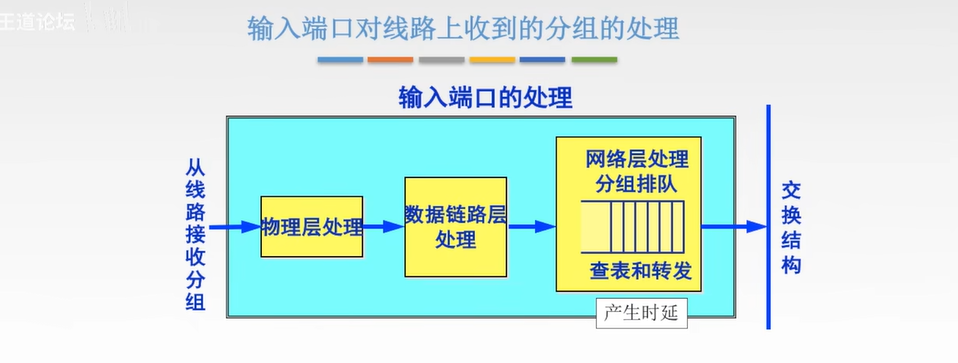 王道论坛
输入端口对线路上收到的分组的处理
输入端口的处理
从线路接收分组
物理层处理
数据链路层
处理
网络层处理
分组排队
查表和转发
产生时延
交换结构